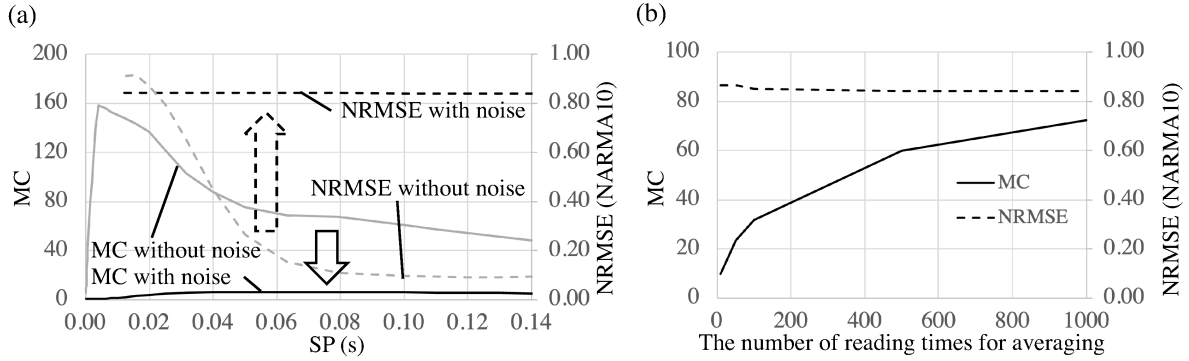 (a)
200
160
120
80
40
0
MC
1.00
0.80
0.60
0.40
0.20
0.00
NRMSE (NARMA10)
NRMSE with noise
NRMSE without noise
MC without noise
MC with noise
0.00 0.02 0.04 0.06 0.08 0.10 0.12 0.14
SP (s)
(b)
100
80
60
40
20
0
MC
1.00
0.80
0.60
0.40
0.20
0.00
NRMSE (NARMA10)
MC
NRMSE
0 200 400 600 800 1000
The number of reading times for averaging